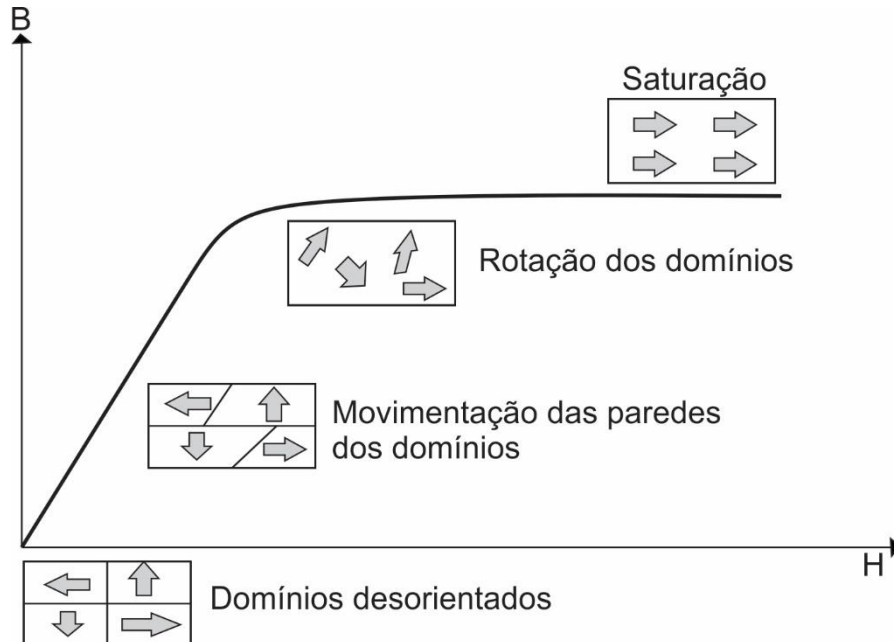 B
Saturação
Rotação dos domínios
Movimentação das paredes
dos domínios
H
Domínios desorientados